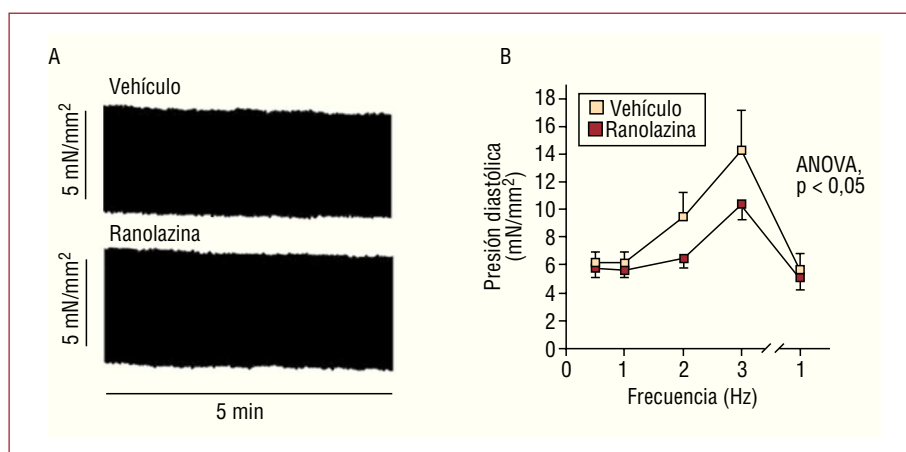 A
Vehículo
5 mN/mm²
Ranolazina
5 mN/mm²
5 min
B
Presión diastólica
(mN/mm²)
18
16
14
12
10
8
6
4
2
0
Vehículo
Ranolazina
ANOVA,
p < 0,05
0 1 2 3 1
Frecuencia (Hz)